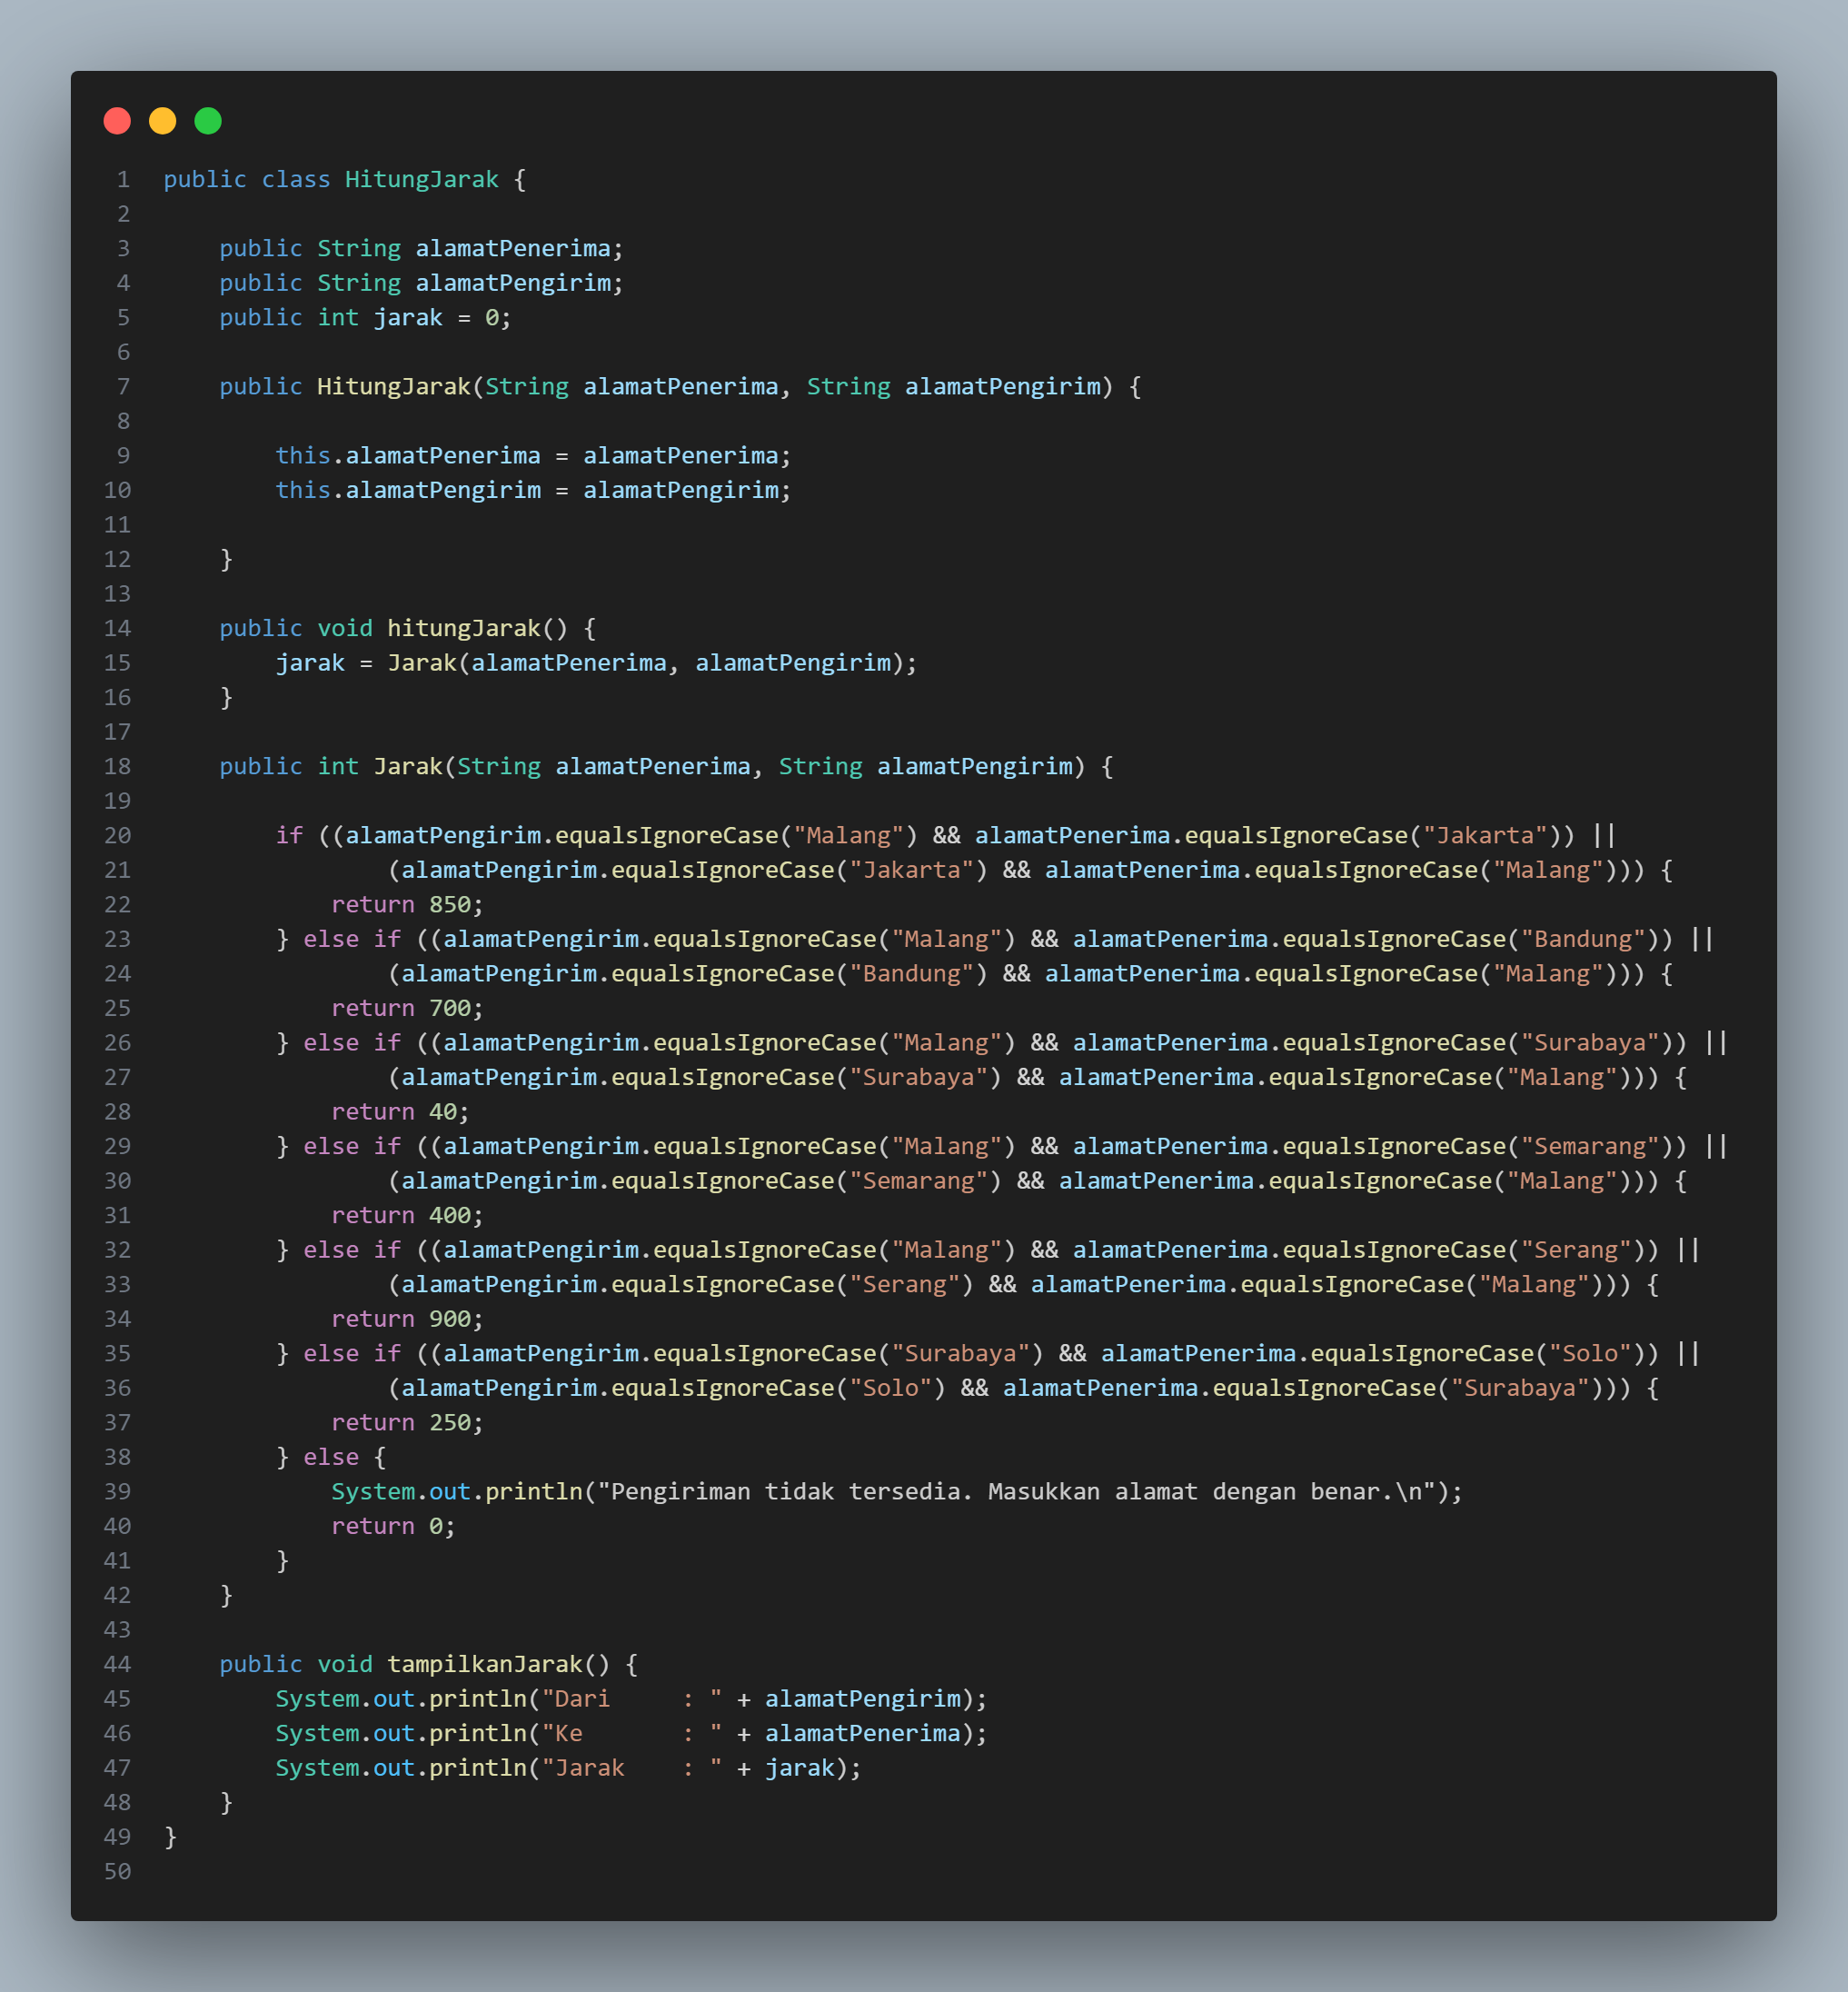 1 public class HitungJarak {
2
3     public String alamatPenerima;
4     public String alamatPengirim;
5     public int jarak = 0;
6
7     public HitungJarak(String alamatPenerima, String alamatPengirim) {
8
9         this.alamatPenerima = alamatPenerima;
10         this.alamatPengirim = alamatPengirim;
11
12     }
13
14     public void hitungJarak() {
15         jarak = Jarak(alamatPenerima, alamatPengirim);
16     }
17
18     public int Jarak(String alamatPenerima, String alamatPengirim) {
19
20         if ((alamatPengirim.equalsIgnoreCase("Malang") && alamatPenerima.equalsIgnoreCase("Jakarta")) ||
21                 (alamatPengirim.equalsIgnoreCase("Jakarta") && alamatPenerima.equalsIgnoreCase("Malang"))) {
22             return 850;
23         } else if ((alamatPengirim.equalsIgnoreCase("Malang") && alamatPenerima.equalsIgnoreCase("Bandung")) ||
24                 (alamatPengirim.equalsIgnoreCase("Bandung") && alamatPenerima.equalsIgnoreCase("Malang"))) {
25             return 700;
26         } else if ((alamatPengirim.equalsIgnoreCase("Malang") && alamatPenerima.equalsIgnoreCase("Surabaya")) ||
27                 (alamatPengirim.equalsIgnoreCase("Surabaya") && alamatPenerima.equalsIgnoreCase("Malang"))) {
28             return 40;
29         } else if ((alamatPengirim.equalsIgnoreCase("Malang") && alamatPenerima.equalsIgnoreCase("Semarang")) ||
30                 (alamatPengirim.equalsIgnoreCase("Semarang") && alamatPenerima.equalsIgnoreCase("Malang"))) {
31             return 400;
32         } else if ((alamatPengirim.equalsIgnoreCase("Malang") && alamatPenerima.equalsIgnoreCase("Serang")) ||
33                 (alamatPengirim.equalsIgnoreCase("Serang") && alamatPenerima.equalsIgnoreCase("Malang"))) {
34             return 900;
35         } else if ((alamatPengirim.equalsIgnoreCase("Surabaya") && alamatPenerima.equalsIgnoreCase("Solo")) ||
36                 (alamatPengirim.equalsIgnoreCase("Solo") && alamatPenerima.equalsIgnoreCase("Surabaya"))) {
37             return 250;
38         } else {
39             System.out.println("Pengiriman tidak tersedia. Masukkan alamat dengan benar.\n");
40             return 0;
41         }
42     }
43
44     public void tampilkanJarak() {
45         System.out.println("Dari     : " + alamatPengirim);
46         System.out.println("Ke       : " + alamatPenerima);
47         System.out.println("Jarak    : " + jarak);
48     }
49 }
50